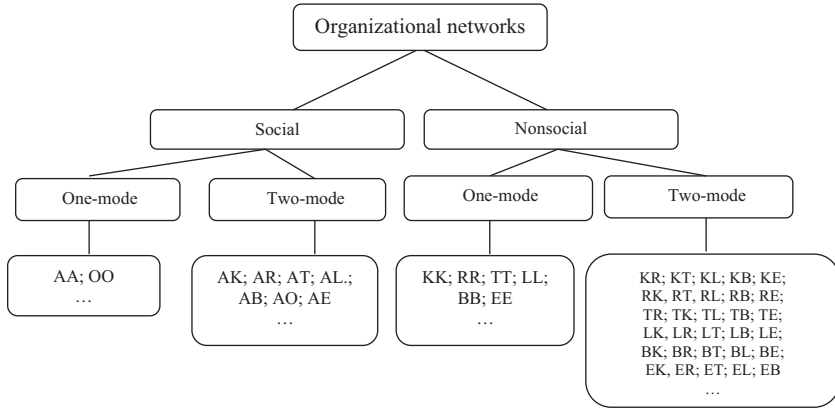 Organizational networks
Social
Nonsocial
One-mode
Two-mode
One-mode
Two-mode
AA; OO
…
AK; AR; AT; AL.;
AB; AO; AE
…
KK; RR; TT; LL;
BB; EE
…
KR; KT; KL; KB; KE;
RK, RT, RL; RB; RE;
TR; TK; TL; TB; TE;
LK, LR; LT; LB; LE;
BK; BR; BT; BL; BE;
EK, ER; ET; EL; EB
…